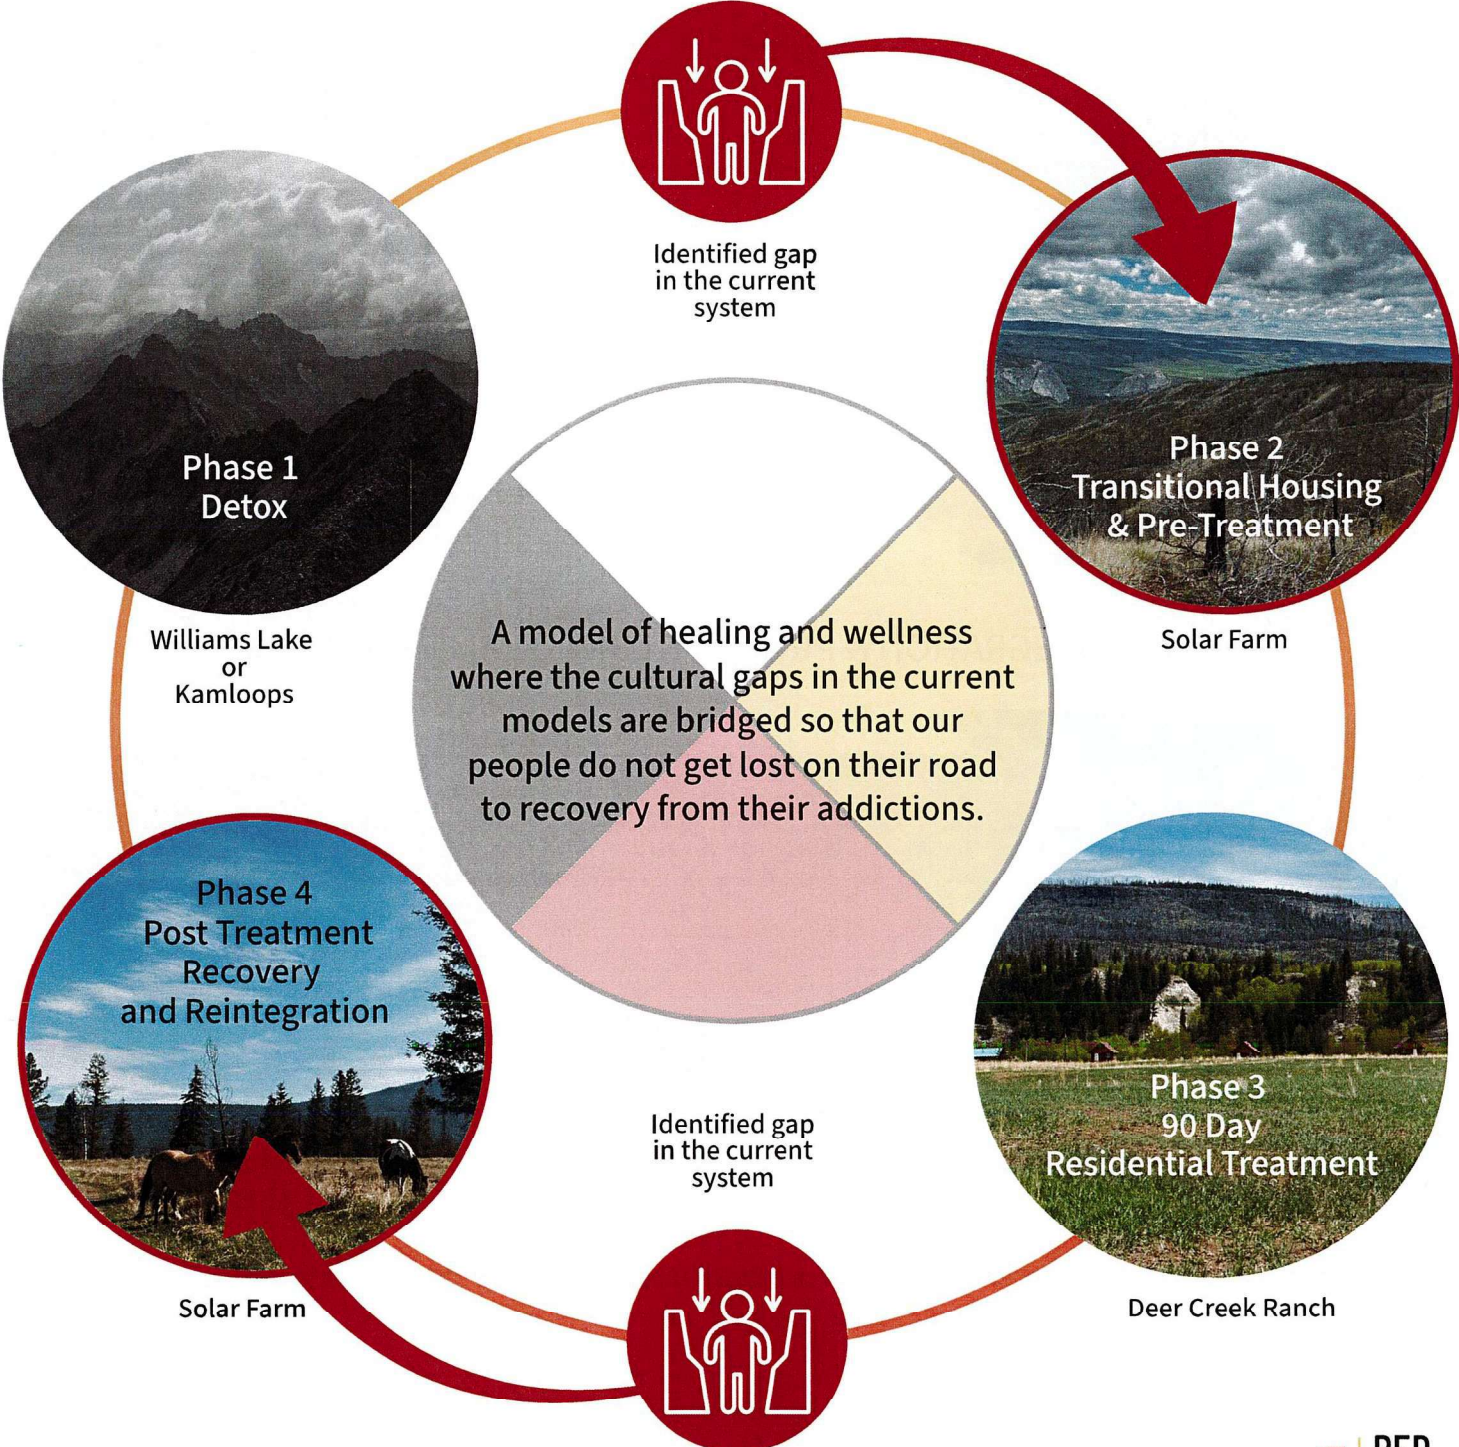 Identified gap
in the current
system
Phase 1
Detox
Williams Lake
or
Kamloops
Phase 2
Transitional Housing
& Pre-Treatment
Solar Farm
A model of healing and wellness
where the cultural gaps in the current
models are bridged so that our
people do not get lost on their road
to recovery from their addictions.
Phase 4
Post Treatment
Recovery
and Reintegration
Solar Farm
Phase 3
90 Day
Residential Treatment
Deer Creek Ranch
Identified gap
in the current
system